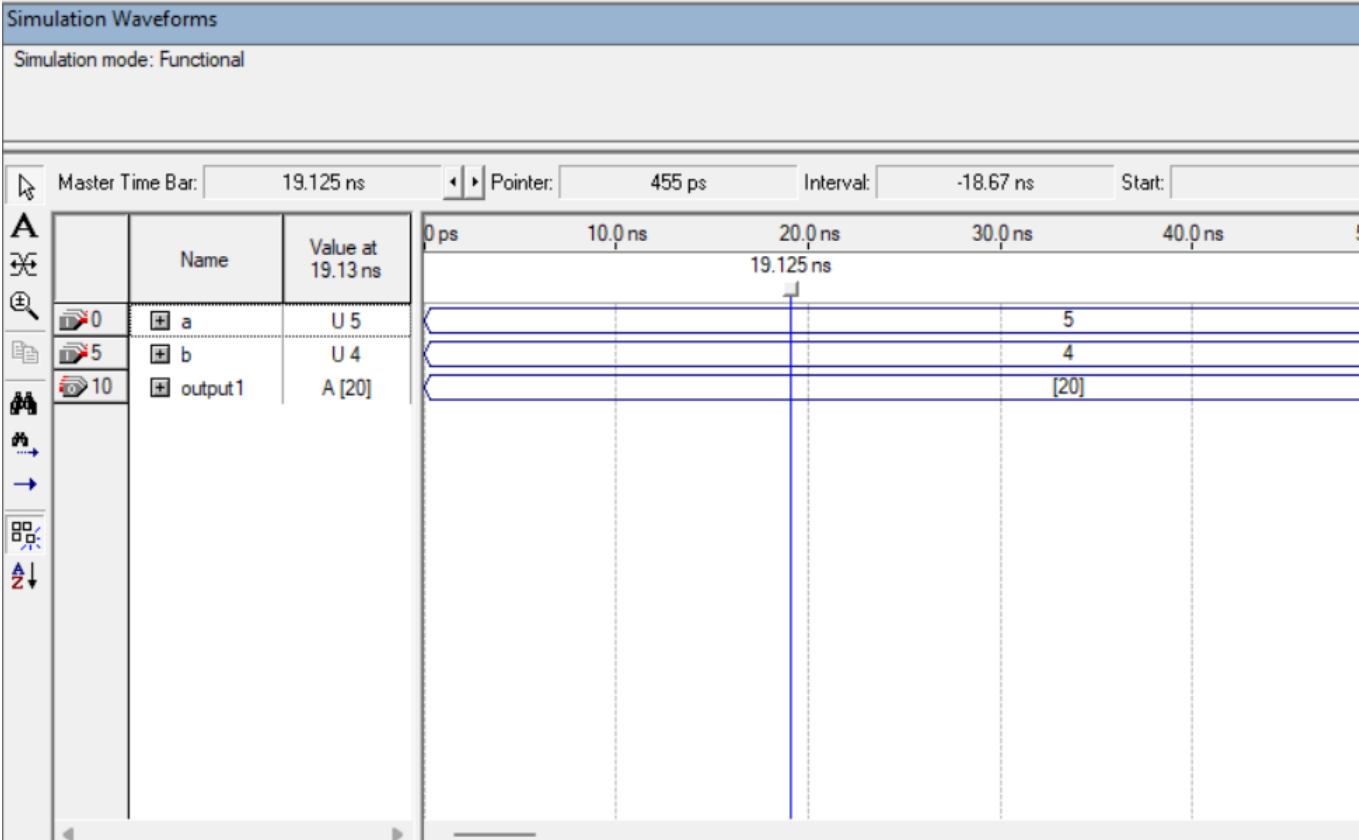 Simulation Waveforms
Simulation mode: Functional
Master Time Bar: 19.125 ns Pointer: 455 ps Interval: -18.67 ns Start:
Name Value at 19.13 ns
0 ps 10.0 ns 20.0 ns 30.0 ns 40.0 ns
19.125 ns
0 a U 5 5
5 b U 4 4
10 output1 A [20] [20]